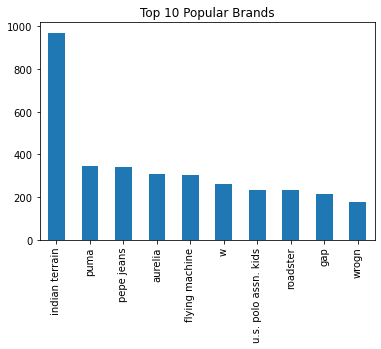 Top 10 Popular Brands
1000
800
600
400
200
0
indian terrain
puma
pepe jeans
aurelia
flying machine
w
u.s. polo assn. kids
roadster
gap
wrogn